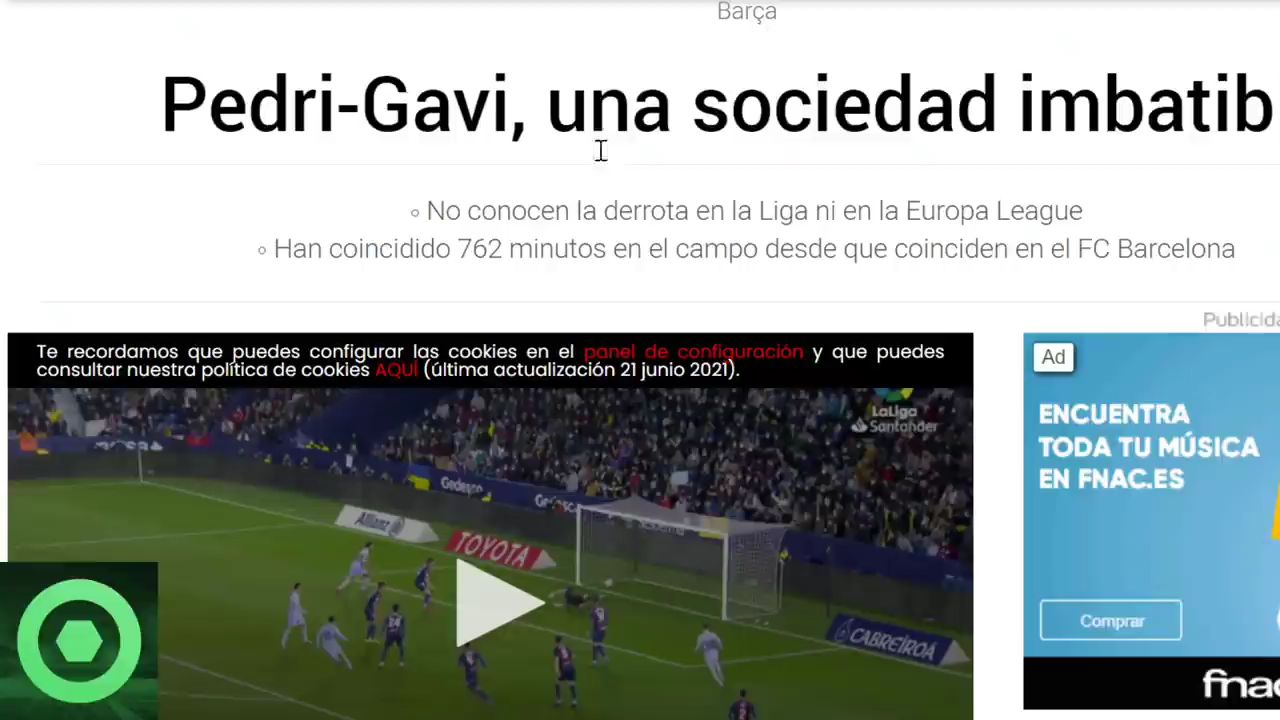 Barça
Pedri-Gavi, una sociedad imbatib
No conocen la derrota en la Liga ni en la Europa League
Han coincidido 762 minutos en el campo desde que coinciden en el FC Barcelona
Publicida
Te recordamos que puedes configurar las cookies en el panel de configuración y que puedes
consultar nuestra política de cookies AQUÍ (última actualización 21 junio 2021).
LaLiga
Santander
Ad
ENCUENTRA
TODA TU MÚSICA
EN FNAC.ES
Gedesco
Allianz
TOYOTA
CABREIROÁ
Comprar
fnac